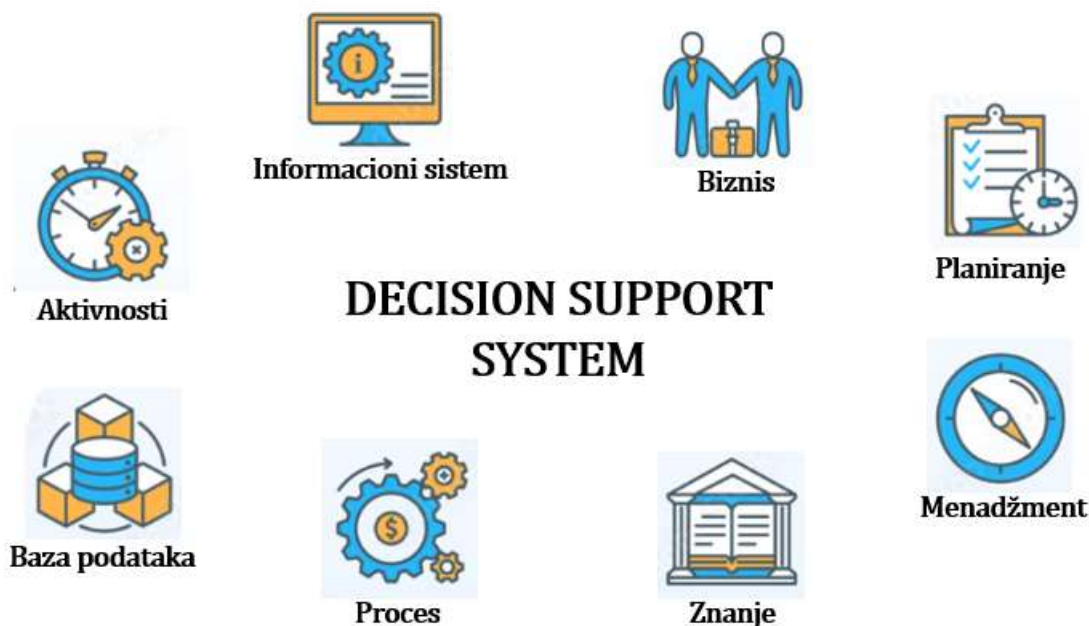 Informacioni sistem
Biznis
Planiranje
Aktivnosti
DECISION SUPPORT
SYSTEM
Menadžment
Baza podataka
Proces
Znanje